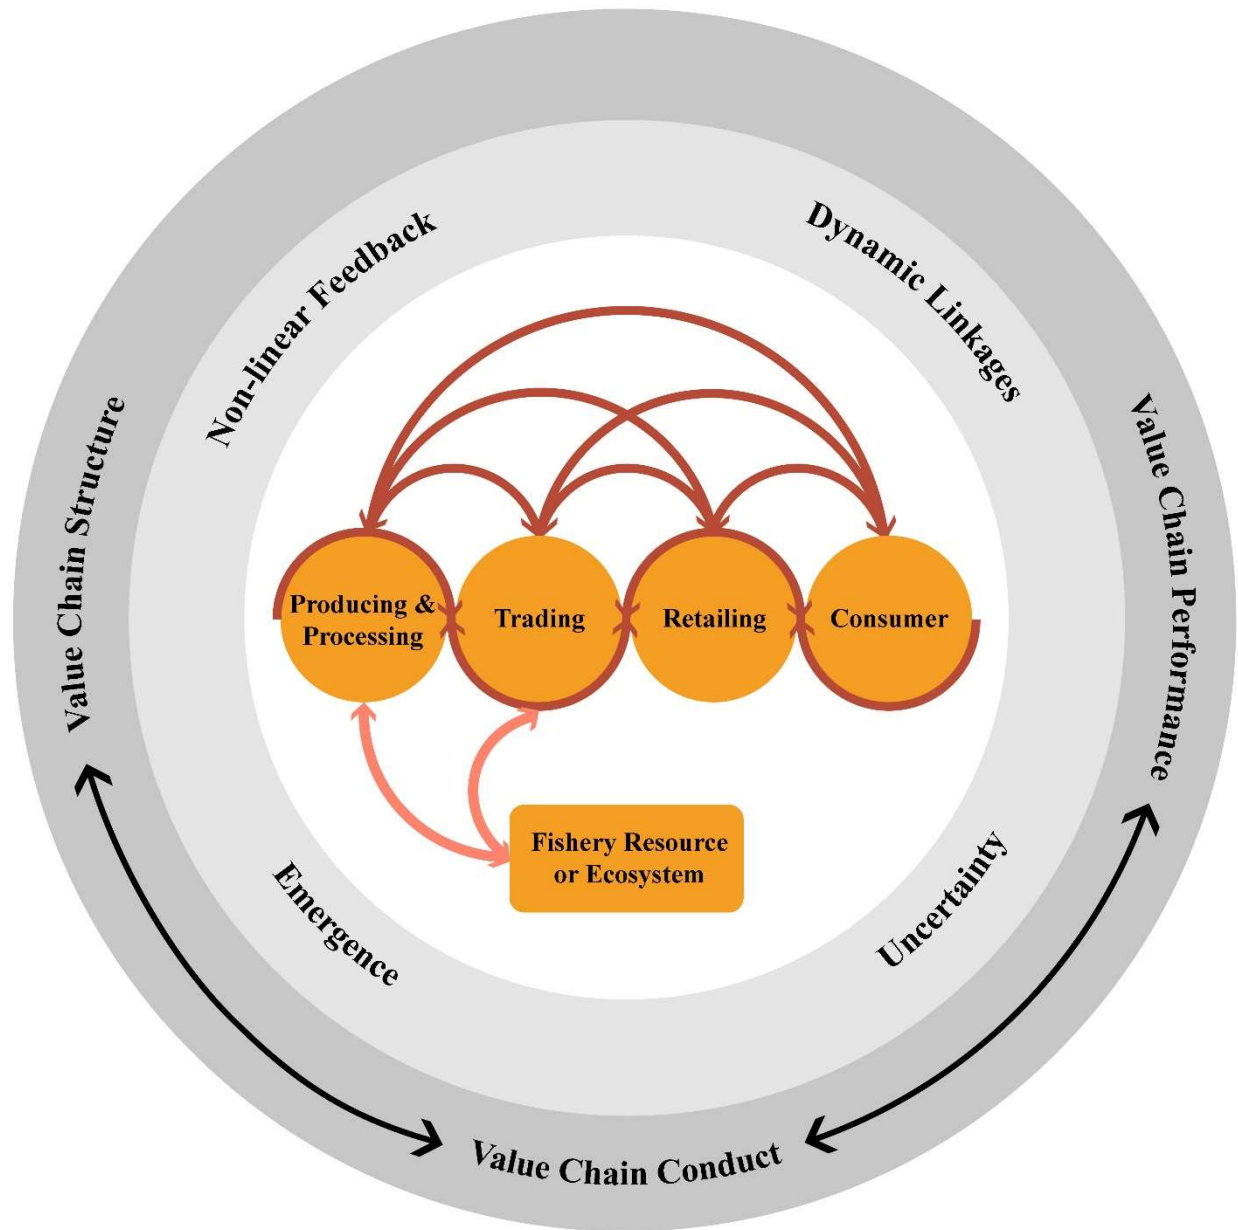 Non-linear Feedback
Dynamic Linkages
Value Chain Structure
Value Chain Performance
Producing &
Processing
Trading
Retailing
Consumer
Fishery Resource
or Ecosystem
Emergence
Uncertainty
Value Chain Conduct